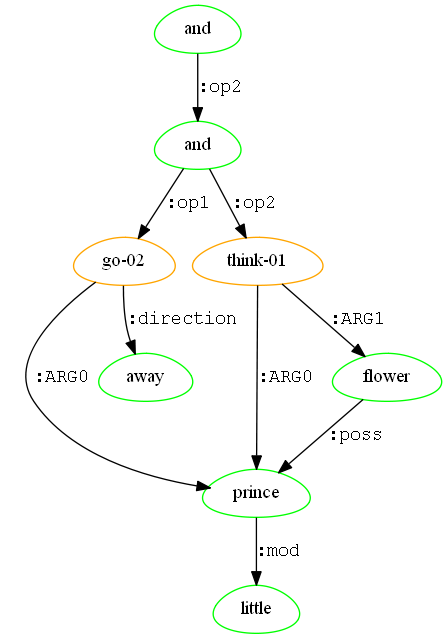 and
:op2
and
:op1 :op2
go-02 think-01
:direction :ARG1
:ARG0 away :ARG0 flower
:poss
prince
:mod
little